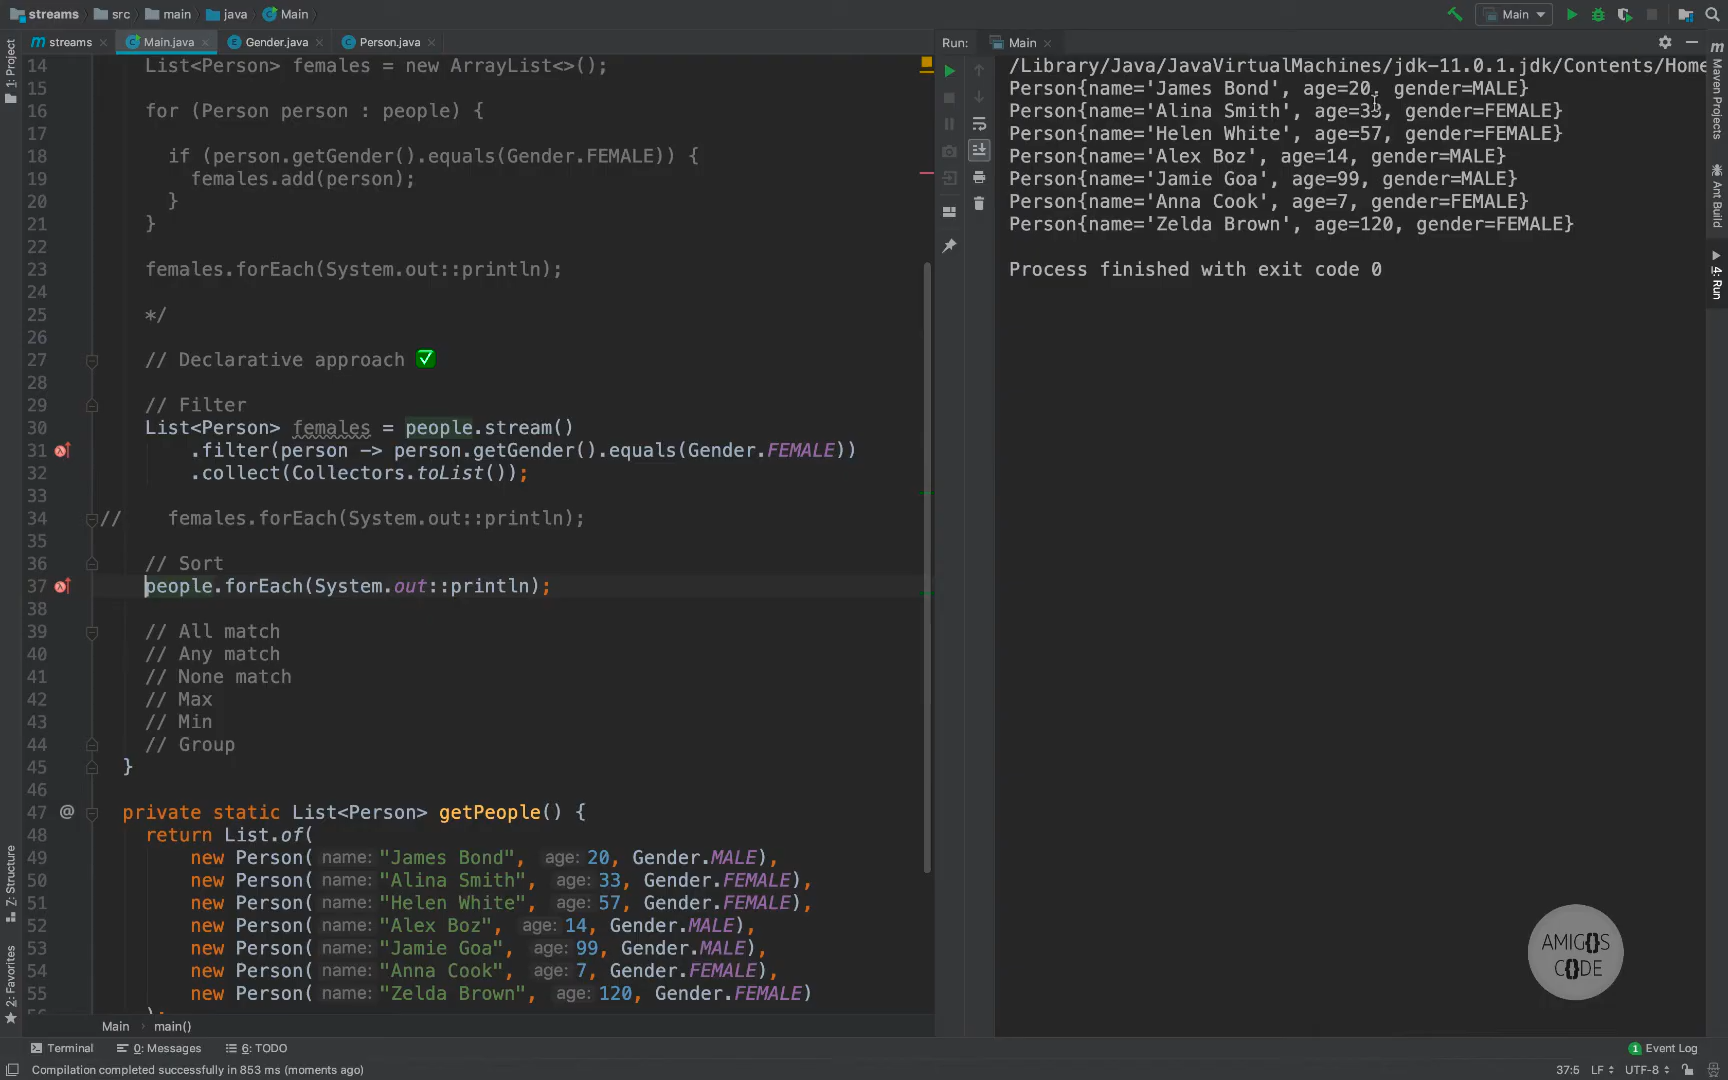 streams src main java Main
Main
streams Main.java Gender.java Person.java
Run: Main
14 List<Person> females = new ArrayList<>();
15
16 for (Person person : people) {
17
18 if (person.getGender().equals(Gender.FEMALE)) {
19 females.add(person);
20 }
21 }
22
23 females.forEach(System.out::println);
24
25 */
26
27 // Declarative approach ✅
28
29 // Filter
30 List<Person> females = people.stream()
31 .filter(person -> person.getGender().equals(Gender.FEMALE))
32 .collect(Collectors.toList());
33
34 // females.forEach(System.out::println);
35
36 // Sort
37 people.forEach(System.out::println);
38
39 // All match
40 // Any match
41 // None match
42 // Max
43 // Min
44 // Group
45 }
46
47 @ private static List<Person> getPeople() {
48 return List.of(
49 new Person( name: "James Bond", age: 20, Gender.MALE),
50 new Person( name: "Alina Smith", age: 33, Gender.FEMALE),
51 new Person( name: "Helen White", age: 57, Gender.FEMALE),
52 new Person( name: "Alex Boz", age: 14, Gender.MALE),
53 new Person( name: "Jamie Goa", age: 99, Gender.MALE),
54 new Person( name: "Anna Cook", age: 7, Gender.FEMALE),
55 new Person( name: "Zelda Brown", age: 120, Gender.FEMALE)
Main main()
/Library/Java/JavaVirtualMachines/jdk-11.0.1.jdk/Contents/Home
Person{name='James Bond', age=20, gender=MALE}
Person{name='Alina Smith', age=33, gender=FEMALE}
Person{name='Helen White', age=57, gender=FEMALE}
Person{name='Alex Boz', age=14, gender=MALE}
Person{name='Jamie Goa', age=99, gender=MALE}
Person{name='Anna Cook', age=7, gender=FEMALE}
Person{name='Zelda Brown', age=120, gender=FEMALE}
Process finished with exit code 0
1: Project
Z: Structure
2: Favorites
m Maven Projects
Ant Build
4: Run
AMIG{}S
C{}DE
Terminal 0: Messages 6: TODO
1 Event Log
Compilation completed successfully in 853 ms (moments ago)
37:5 LF UTF-8